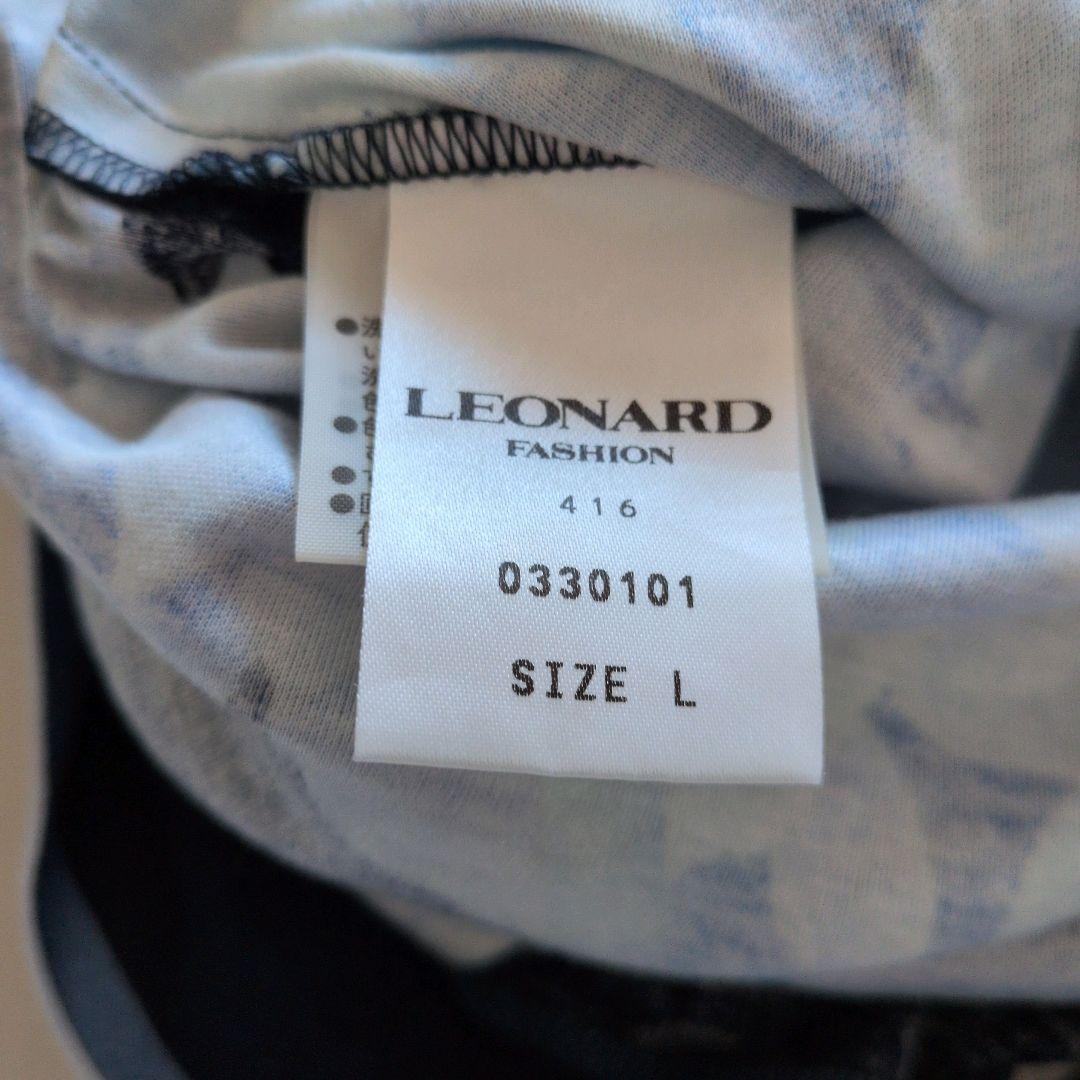 LEONARD
FASHION
416
0330101
SIZE L